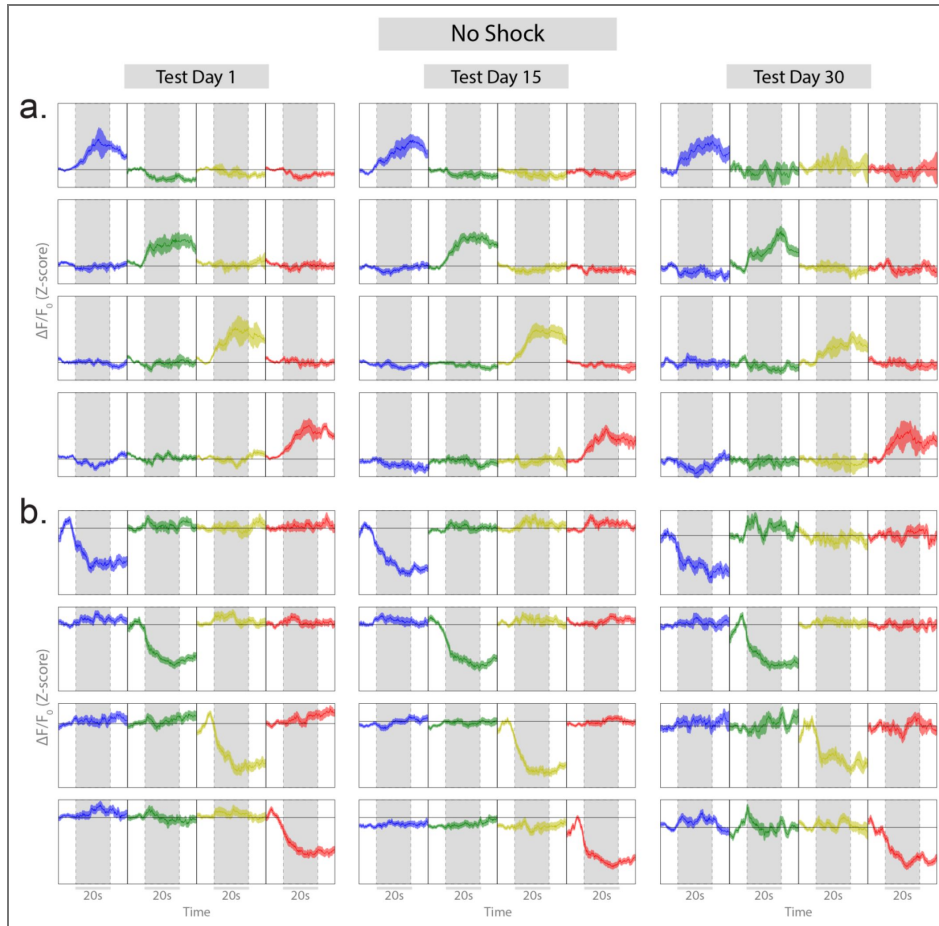 No Shock
Test Day 1
Test Day 15
Test Day 30
a.
ΔF/F₀ (Z-score)
b.
ΔF/F₀ (Z-score)
20s 20s 20s 20s
20s 20s 20s 20s
20s 20s 20s 20s
Time
Time
Time